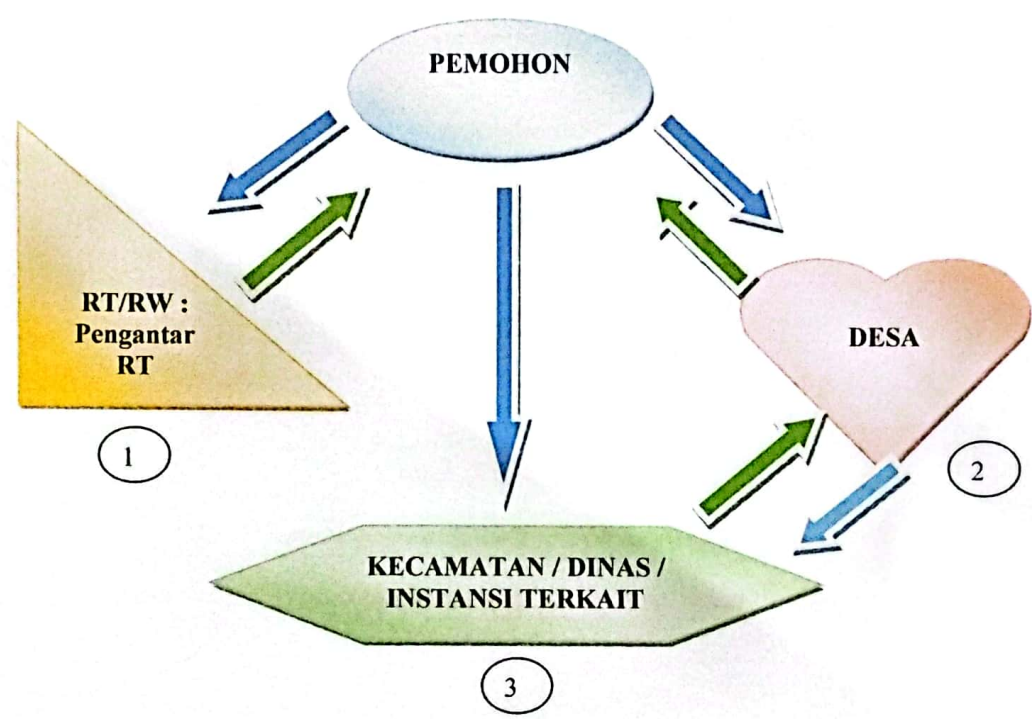 PEMOHON
RT/RW :
Pengantar
RT
DESA
1
2
KECAMATAN / DINAS /
INSTANSI TERKAIT
3